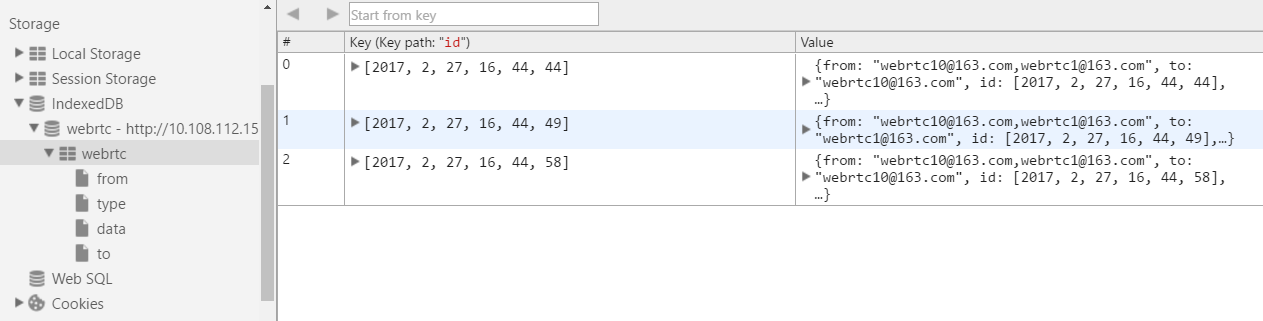 Storage
Local Storage
Session Storage
IndexedDB
webrtc - http://10.108.112.15
webrtc
from
type
data
to
Web SQL
Cookies
Start from key
# Key (Key path: "id") Value
0 [2017, 2, 27, 16, 44, 44] {from: "webrtc10@163.com,webrtc1@163.com", to:
"webrtc10@163.com", id: [2017, 2, 27, 16, 44, 44],
…}
1 [2017, 2, 27, 16, 44, 49] {from: "webrtc10@163.com,webrtc1@163.com", to:
"webrtc1@163.com", id: [2017, 2, 27, 16, 44, 49],…}
2 [2017, 2, 27, 16, 44, 58] {from: "webrtc10@163.com,webrtc1@163.com", to:
"webrtc10@163.com", id: [2017, 2, 27, 16, 44, 58],
…}